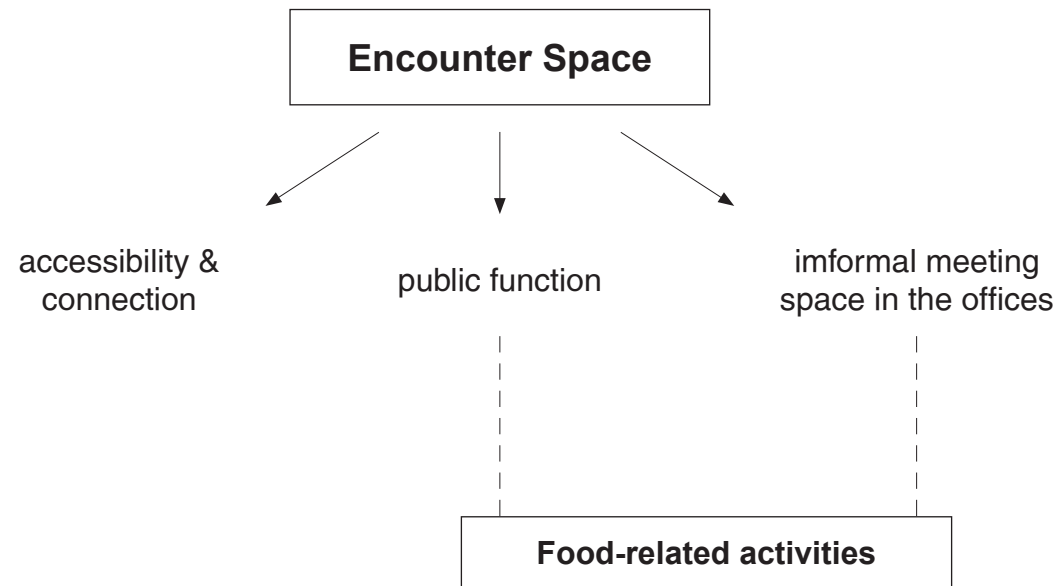 Encounter Space
accessibility &
connection
public function
imformal meeting
space in the offices
Food-related activities